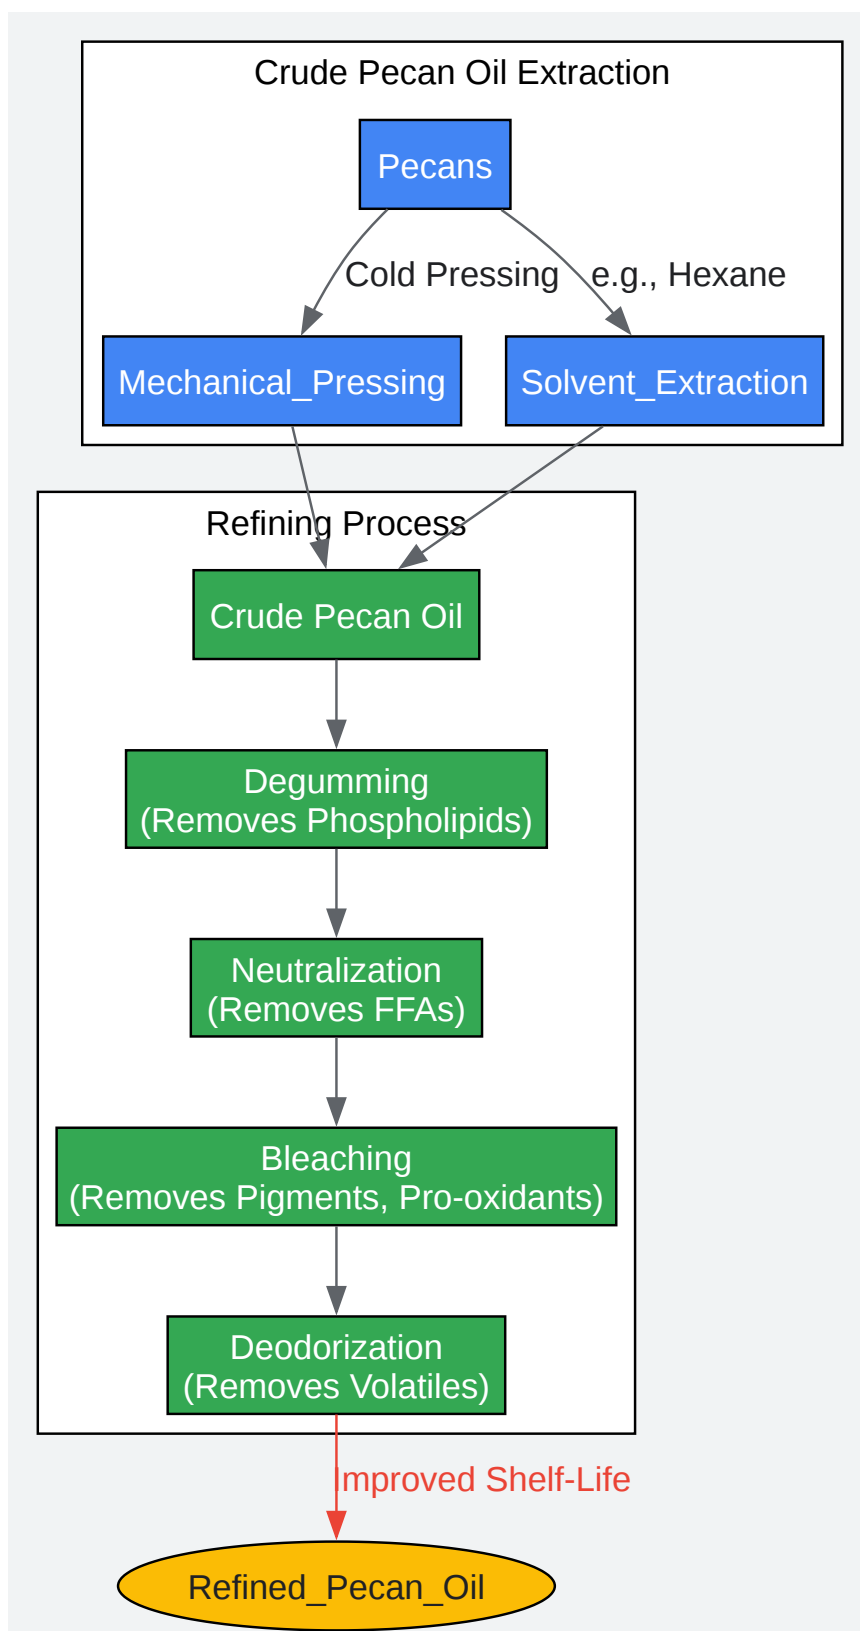 Crude Pecan Oil Extraction
Pecans
Cold Pressing
e.g., Hexane
Mechanical_Pressing
Solvent_Extraction
Refining Process
Crude Pecan Oil
Degumming
(Removes Phospholipids)
Neutralization
(Removes FFAs)
Bleaching
(Removes Pigments, Pro-oxidants)
Deodorization
(Removes Volatiles)
Improved Shelf-Life
Refined_Pecan_Oil